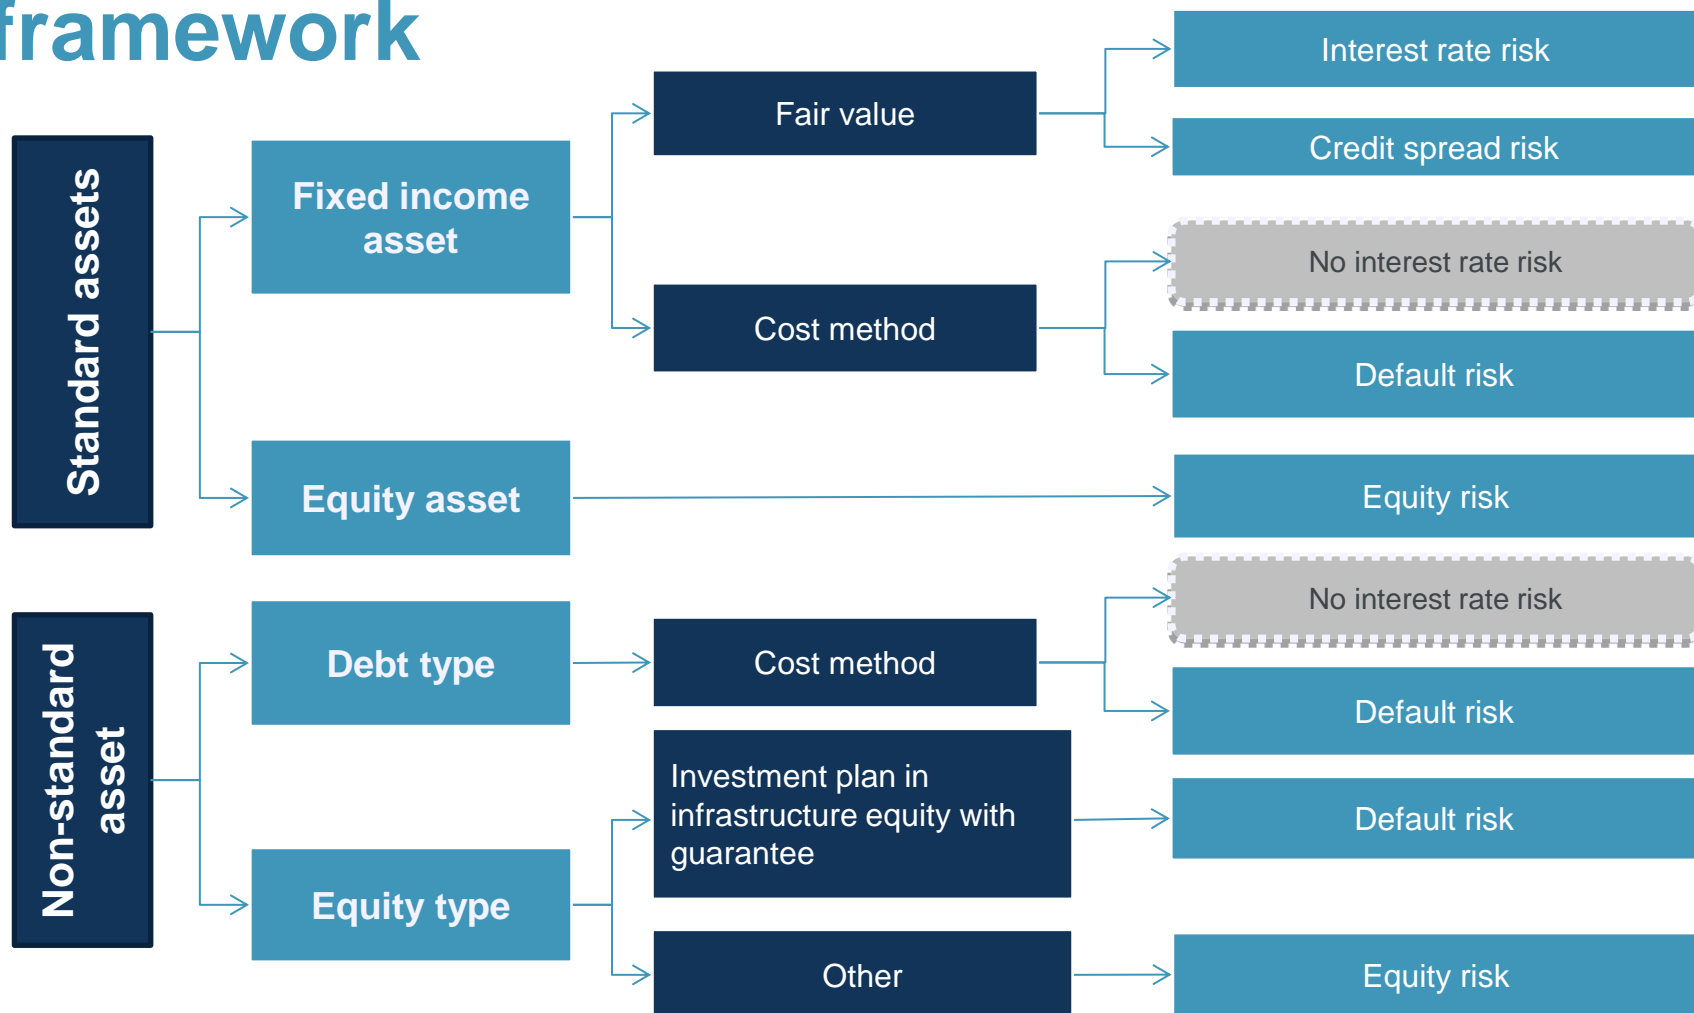 framework
Standard assets
Fixed income
asset
Fair value
Interest rate risk
Credit spread risk
Cost method
No interest rate risk
Default risk
Equity asset
Equity risk
Non-standard
asset
Debt type
Cost method
No interest rate risk
Default risk
Equity type
Investment plan in
infrastructure equity with
guarantee
Default risk
Other
Equity risk